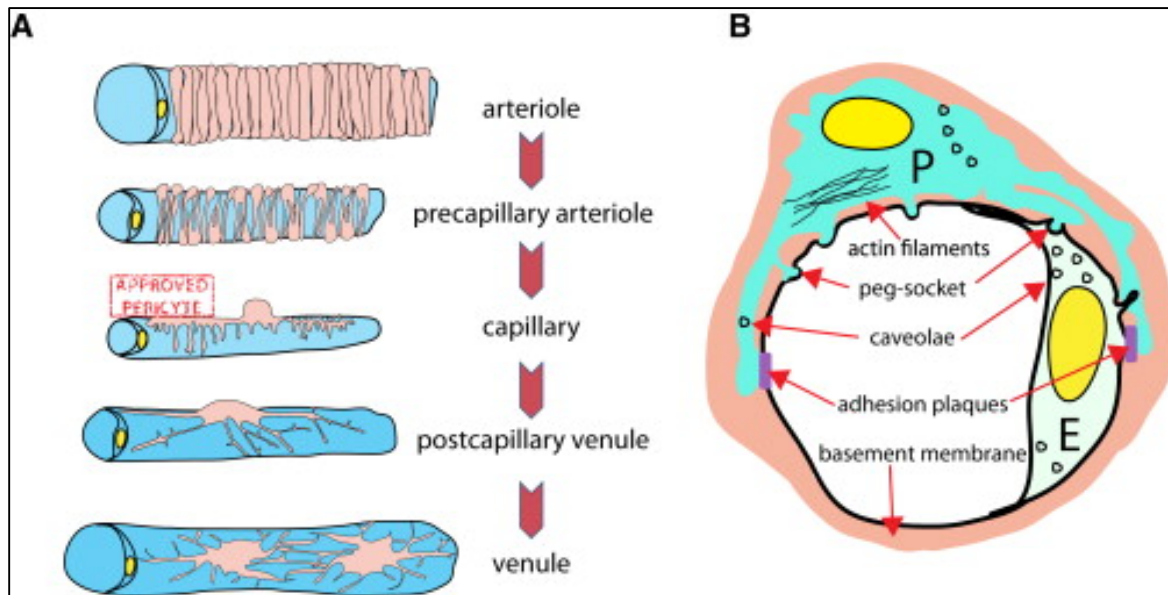 A
arteriole
precapillary arteriole
APPROVED
PERICYTE
capillary
postcapillary venule
venule
B
P
actin filaments
peg-socket
caveolae
adhesion plaques
E
basement membrane